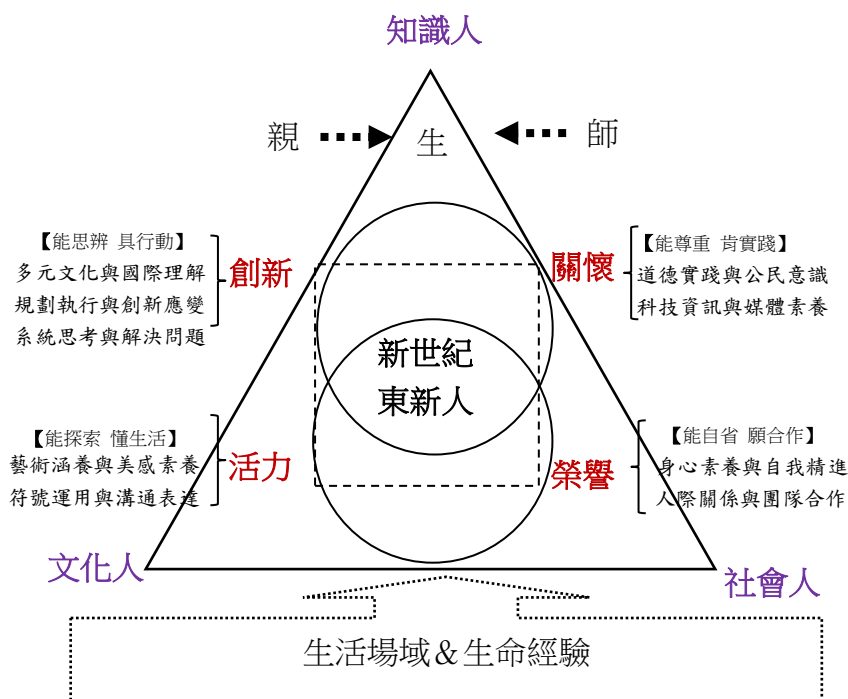 知識人
親 生 師
【能思辨 具行動】
多元文化與國際理解
規劃執行與創新應變
系統思考與解決問題
創新
關懷
【能尊重 肯實踐】
道德實踐與公民意識
科技資訊與媒體素養
新世紀
東新人
【能探索 懂生活】
藝術涵養與美感素養
符號運用與溝通表達
活力
榮譽
【能自省 願合作】
身心素養與自我精進
人際關係與團隊合作
文化人
社會人
生活場域＆生命經驗